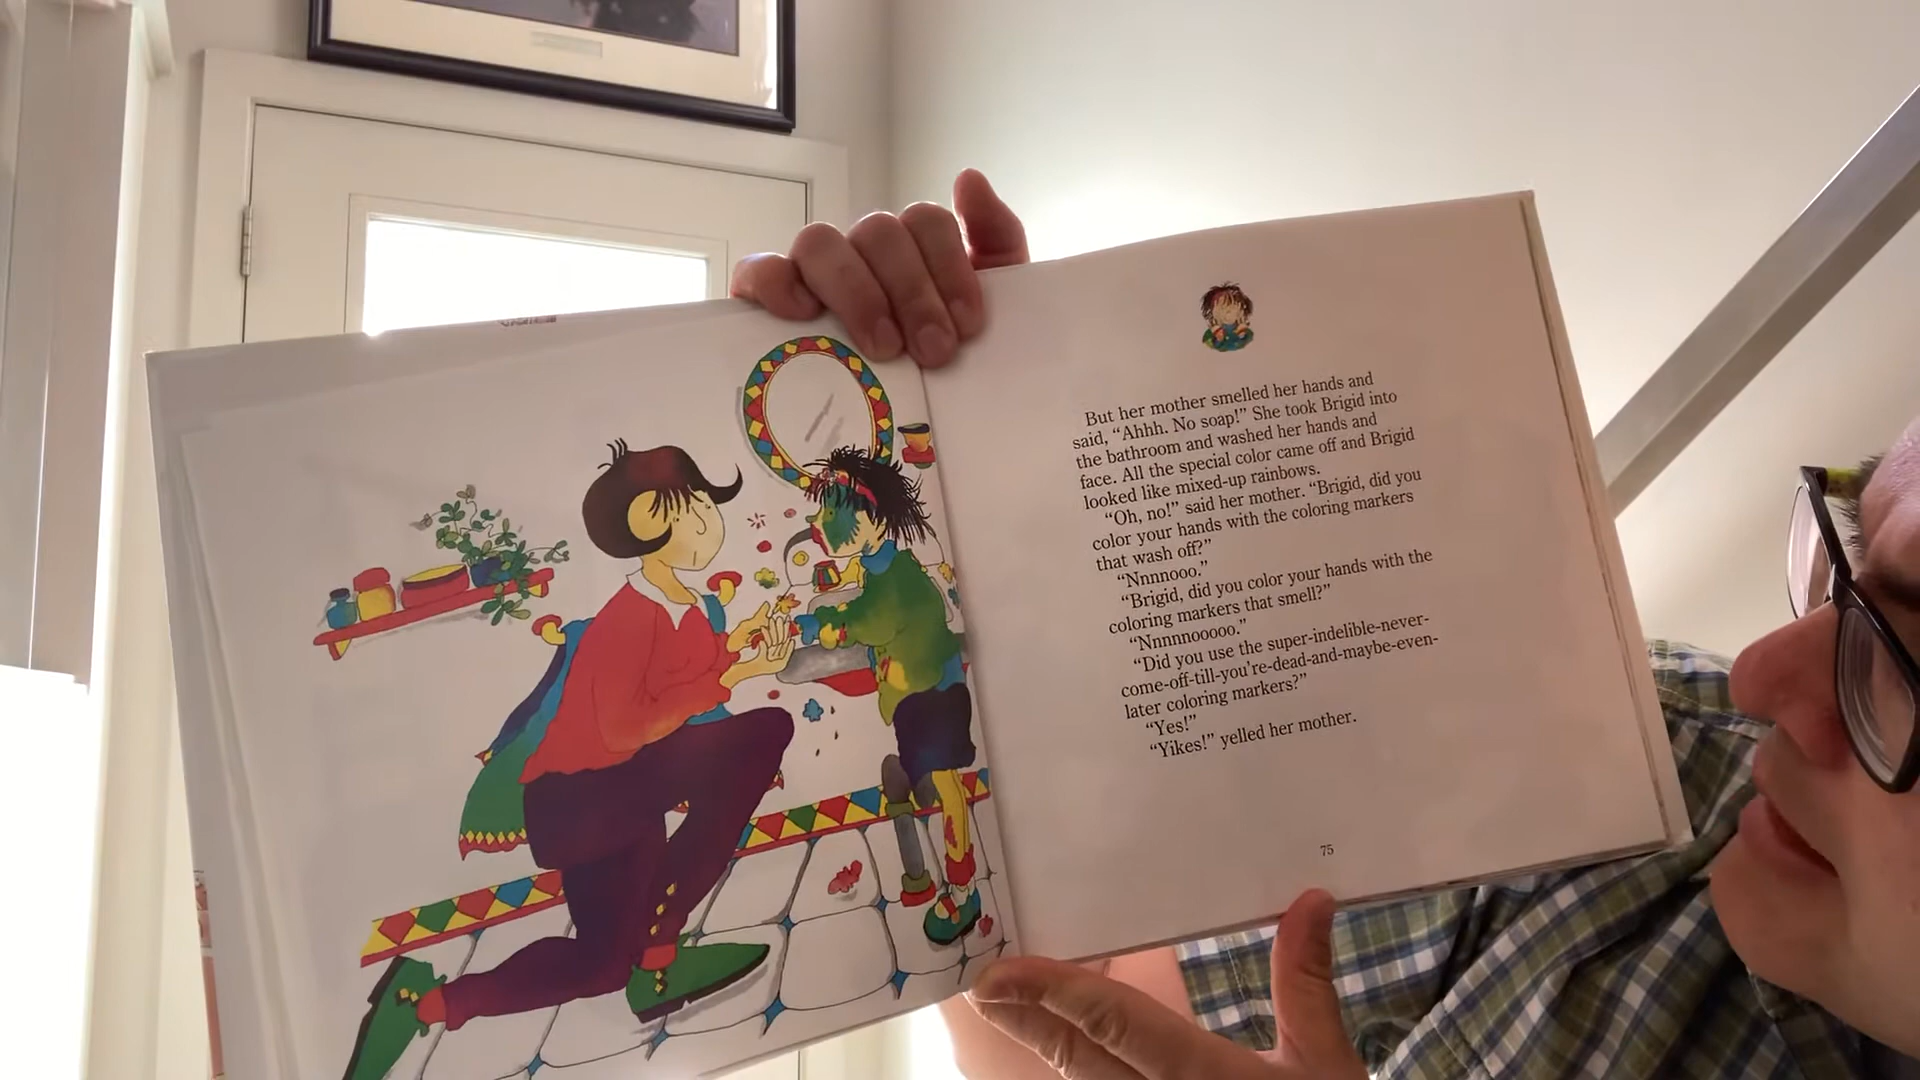 But her mother smelled her hands and
said, “Ahhh. No soap!” She took Brigid into
the bathroom and washed her hands and
face. All the special color came off and Brigid
looked like mixed-up rainbows.
“Oh, no!” said her mother. “Brigid, did you
color your hands with the coloring markers
that wash off?”
“Nnnnooo.”
“Brigid, did you color your hands with the
coloring markers that smell?”
“Nnnnnooooo.”
“Did you use the super-indelible-never-
come-off-till-you’re-dead-and-maybe-even-
later coloring markers?”
“Yes!”
“Yikes!” yelled her mother.
75